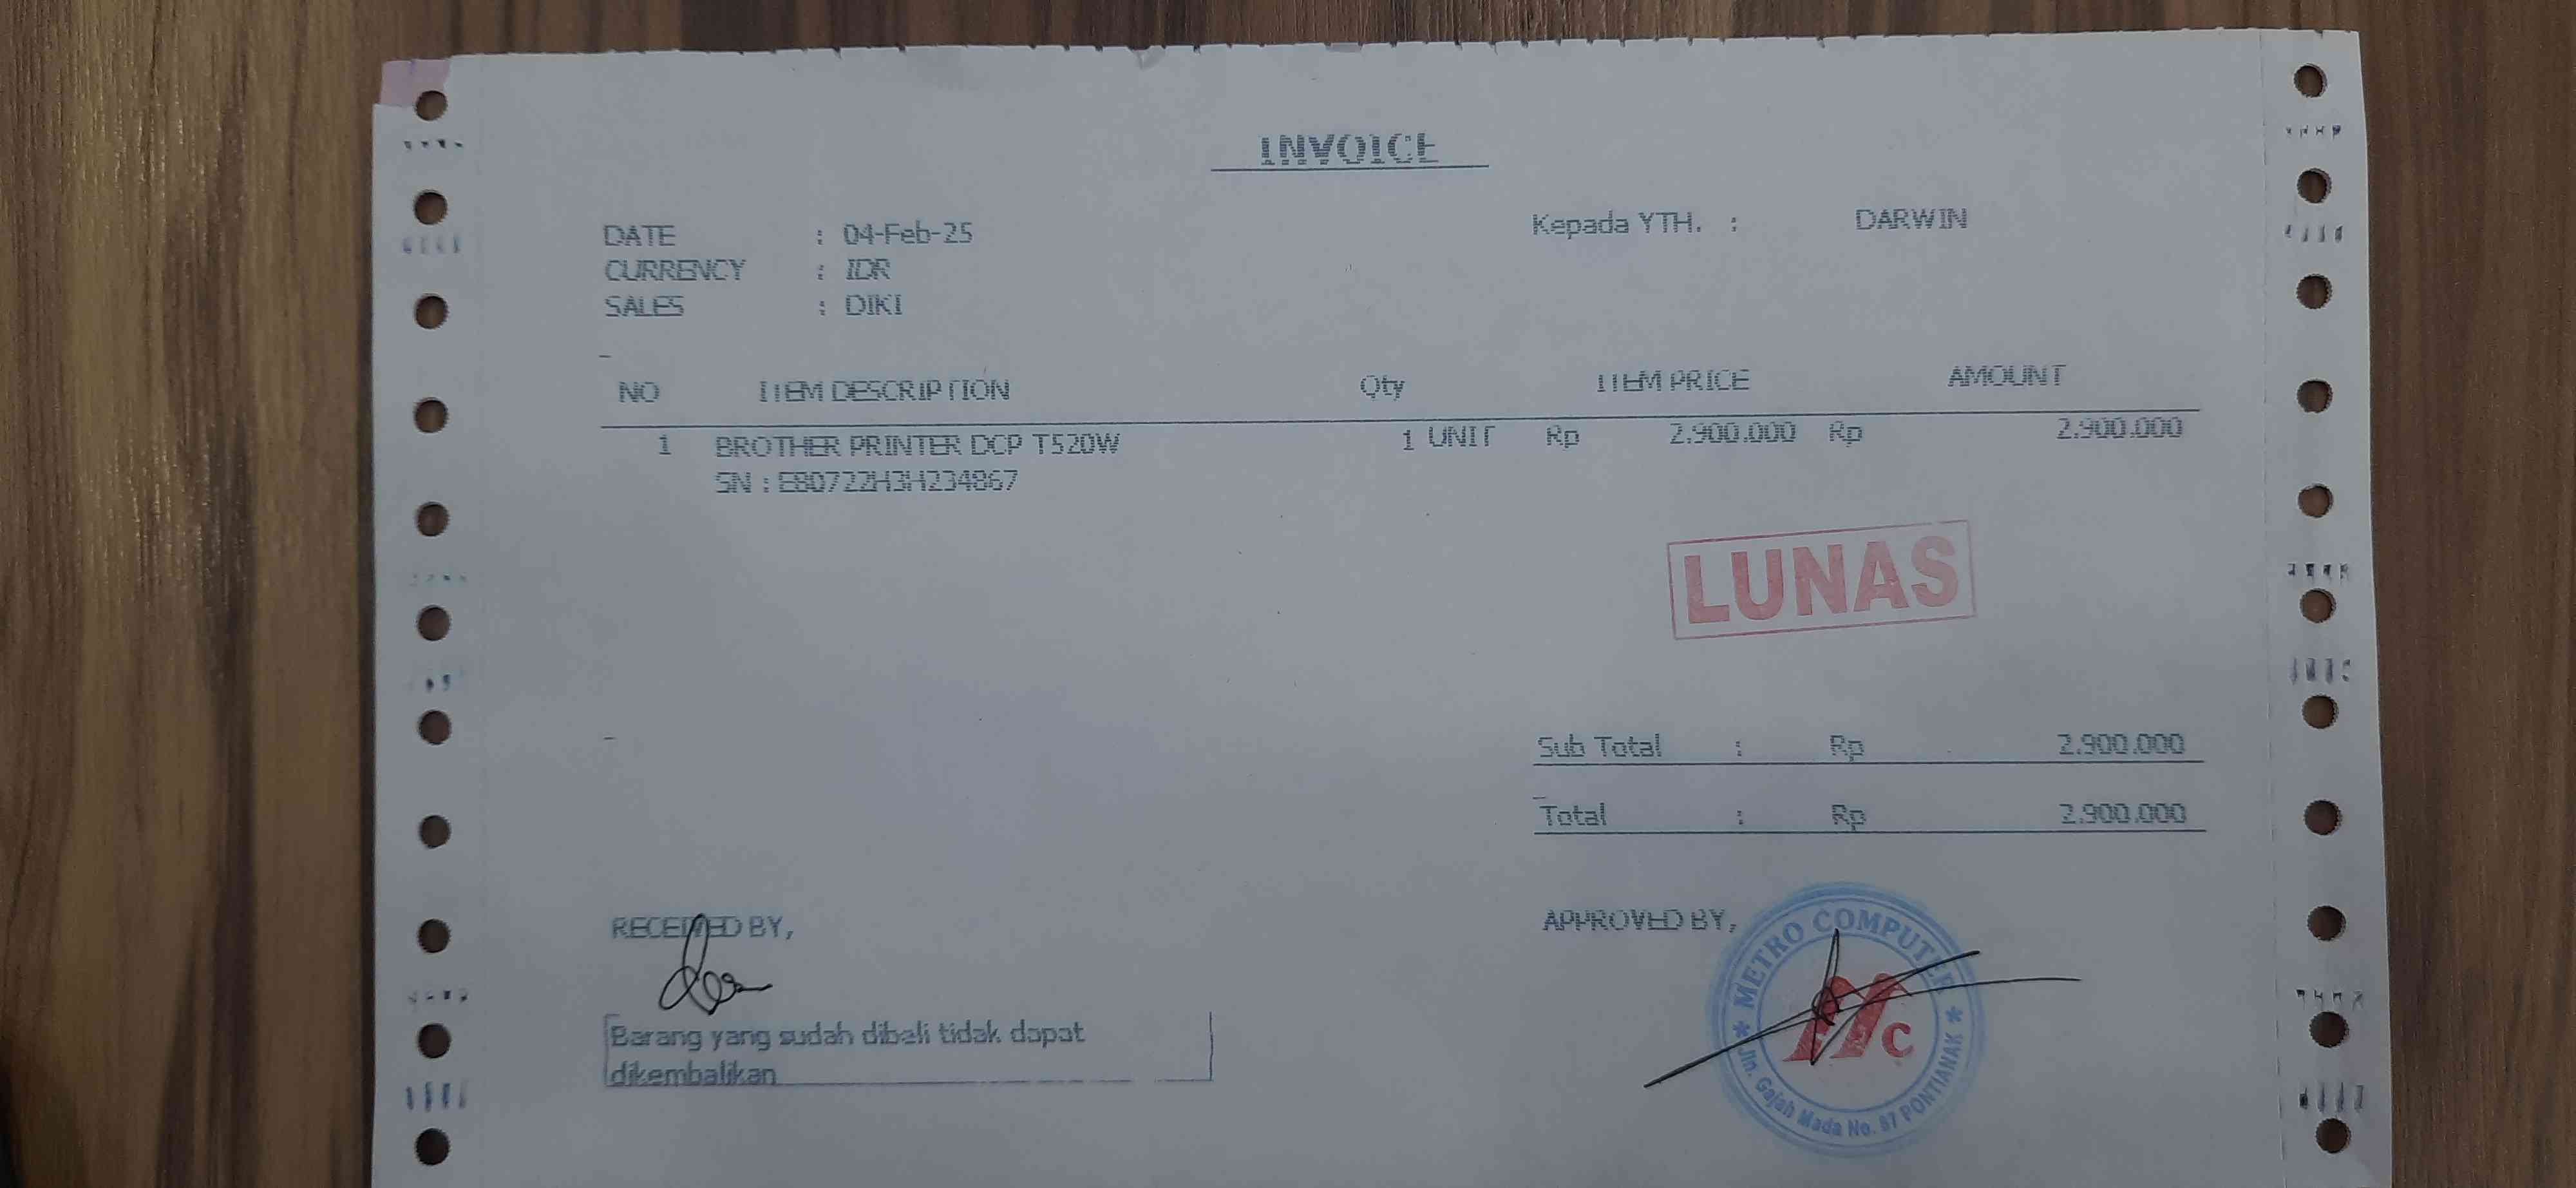 INVOICE
DATE : 04-Feb-25
Kepada YTH. : DARWIN
CURRENCY : IDR
SALES : DIKI
NO ITEM DESCRIPTION Qty ITEM PRICE AMOUNT
1 BROTHER PRINTER DCP T520W 1 UNIT Rp 2.900.000 Rp 2.900.000
SN : E80722H3H234867
LUNAS
Sub Total : Rp 2.900.000
Total : Rp 2.900.000
RECEIVED BY,
APPROVED BY,
METRO COMPUTER
Mc
Jln. Gajah Mada No. 87 PONTIANAK
Barang yang sudah dibeli tidak dapat
dikembalikan